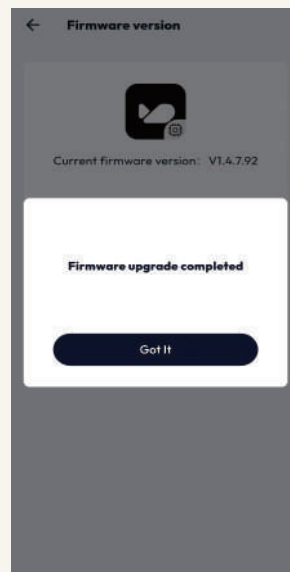 Firmware version
Current firmware version: V1.4.7.92
Firmware upgrade completed
Got It